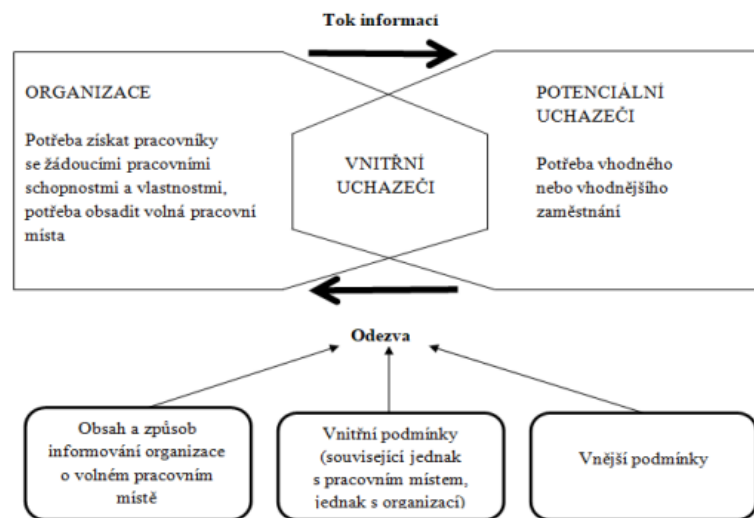 Tok informací
ORGANIZACE
Potřeba získat pracovníky
se žádoucími pracovními
schopnostmi a vlastnostmi,
potřeba obsadit volná pracovní
místa
VNITŘNÍ
UCHAZEČI
POTENCIÁLNÍ
UCHAZEČI
Potřeba vhodného
nebo vhodnějšího
zaměstnání
Odezva
Obsah a způsob
informování organizace
o volném pracovním
místě
Vnitřní podmínky
(související jednak
s pracovním místem,
jednak s organizací)
Vnější podmínky